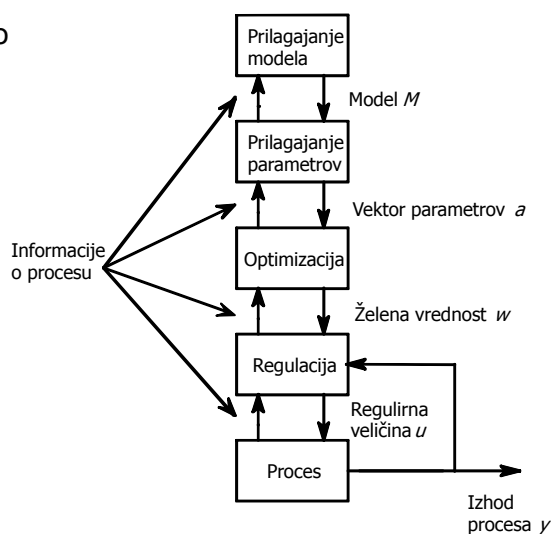 o
Prilagajanje
modela
Model M
Prilagajanje
parametrov
Vektor parametrov a
Informacije
o procesu
Optimizacija
Želena vrednost w
Regulacija
Regulirna
veličina u
Proces
Izhod
procesa y